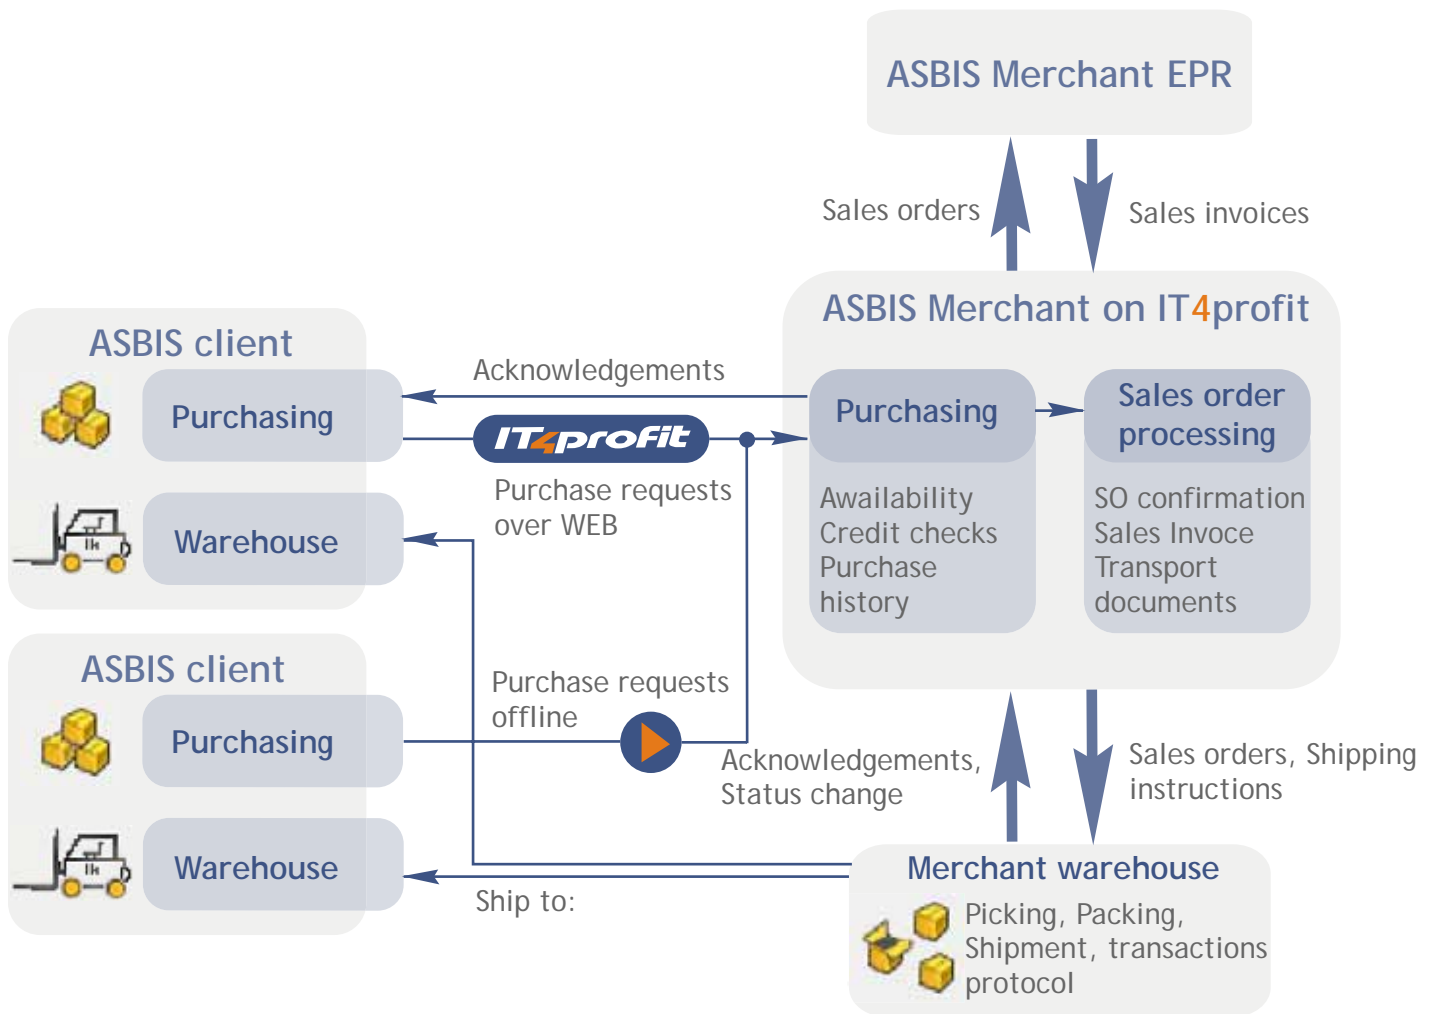 ASBIS Merchant EPR
Sales orders
Sales invoices
ASBIS Merchant on IT4profit
ASBIS client
Purchasing
Warehouse
Acknowledgements
IT4profit
Purchase requests
over WEB
Purchasing
Awailability
Credit checks
Purchase
history
Sales order
processing
SO confirmation
Sales Invoce
Transport
documents
ASBIS client
Purchasing
Warehouse
Purchase requests
offline
Acknowledgements,
Status change
Sales orders, Shipping
instructions
Ship to:
Merchant warehouse
Picking, Packing,
Shipment, transactions
protocol